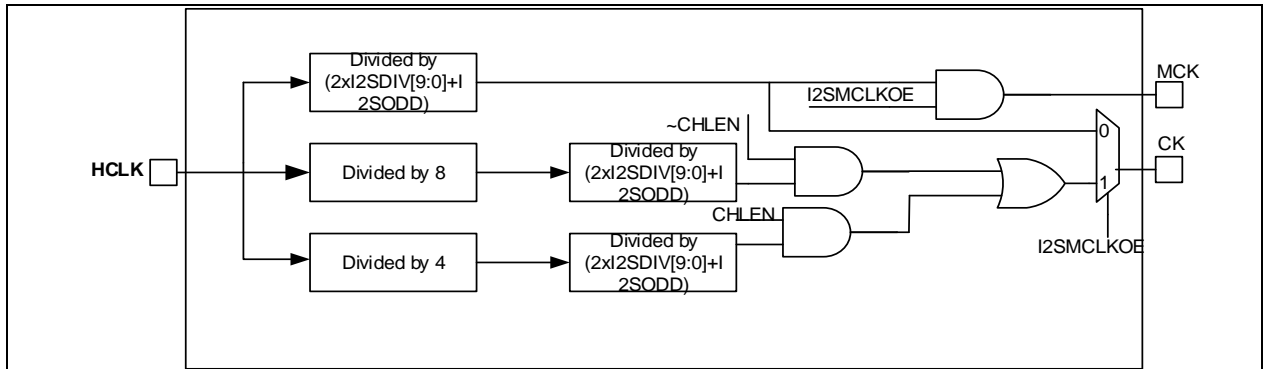 Divided by
(2xI2SDIV[9:0]+I
2SODD)
I2SMCLKOE
MCK
~CHLEN
0
CK
HCLK
Divided by 8
Divided by
(2xI2SDIV[9:0]+I
2SODD)
1
CHLEN
I2SMCLKOE
Divided by 4
Divided by
(2xI2SDIV[9:0]+I
2SODD)